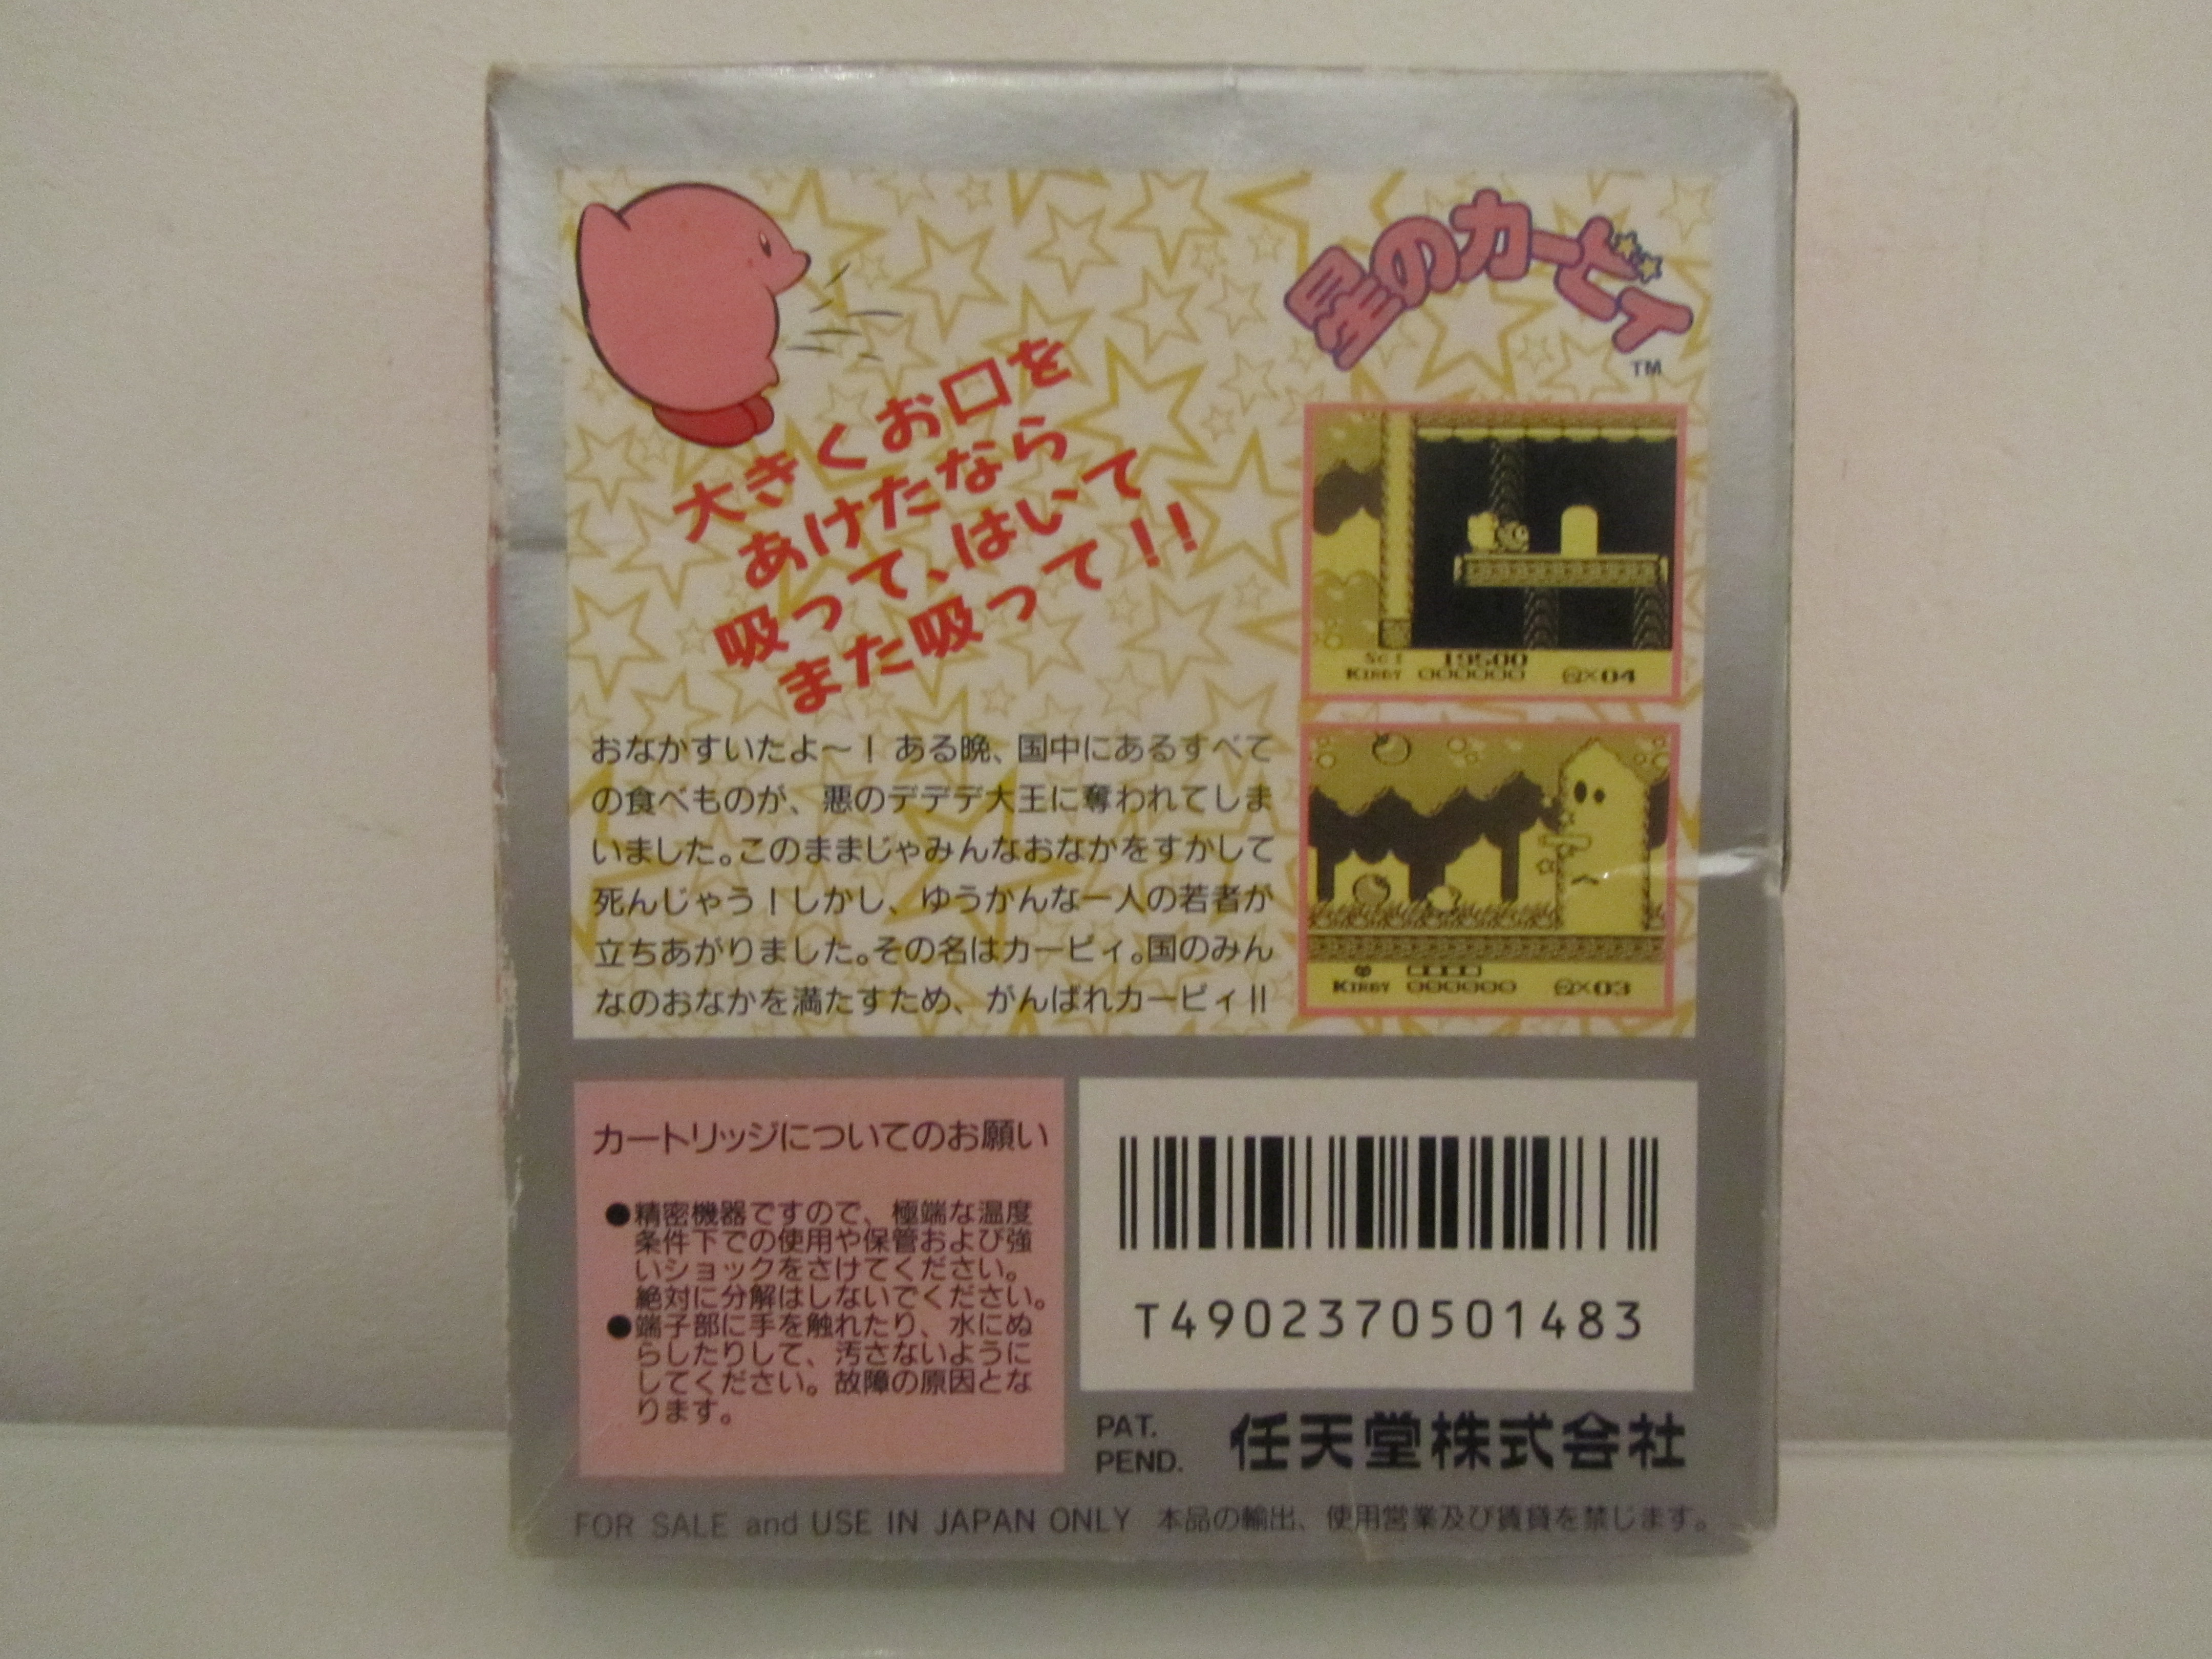 星のカービィ
TM
大きくお口を
あけたなら
吸って、はいて
また吸って!!
Sc 19500
KIRBY 000000 ×04
おなかすいたよ〜！ある晩、国中にあるすべて
の食べものが、悪のデデデ大王に奪われてしま
いました。このままじゃみんなおなかをすかして
死んじゃう！しかし、ゆうかんな一人の若者が
立ちあがりました。その名はカービィ。国のみん
なのおなかを満たすため、がんばれカービィ!!
KIRBY 000000 ×03
カートリッジについてのお願い
●精密機器ですので、極端な温度
条件下での使用や保管および強
いショックをさけてください。
絶対に分解はしないでください。
●端子部に手を触れたり、水にぬ
らしたりして、汚さないように
してください。故障の原因とな
ります。
T4902370501483
PAT.
PEND.
任天堂株式会社
FOR SALE and USE IN JAPAN ONLY 本品の輸出、使用営業及び賃貸を禁じます。